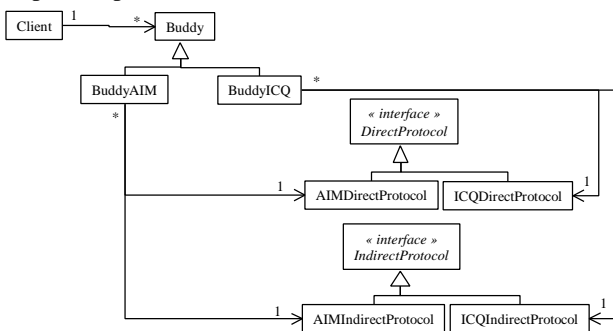 Client
1
*
Buddy
BuddyAIM
BuddyICQ
*
*
« interface »
DirectProtocol
1
AIMDirectProtocol
ICQDirectProtocol
1
« interface »
IndirectProtocol
1
AIMIndirectProtocol
ICQIndirectProtocol
1